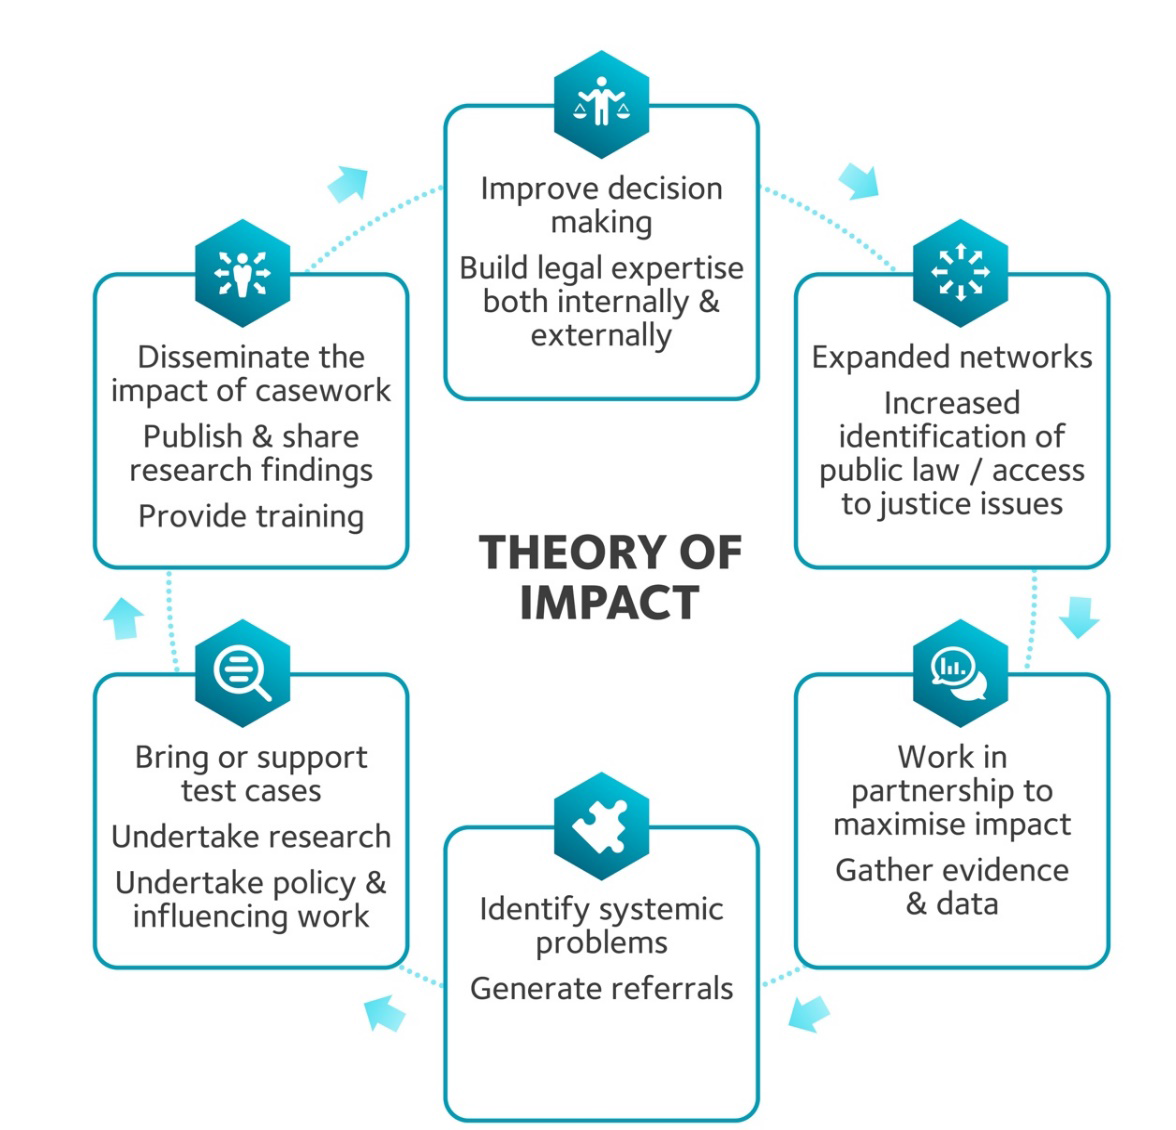 Improve decision
making
Build legal expertise
both internally &
externally
Expanded networks
Increased
identification of
public law / access
to justice issues
Work in
partnership to
maximise impact
Gather evidence
& data
Identify systemic
problems
Generate referrals
Bring or support
test cases
Undertake research
Undertake policy &
influencing work
Disseminate the
impact of casework
Publish & share
research findings
Provide training
THEORY OF
IMPACT